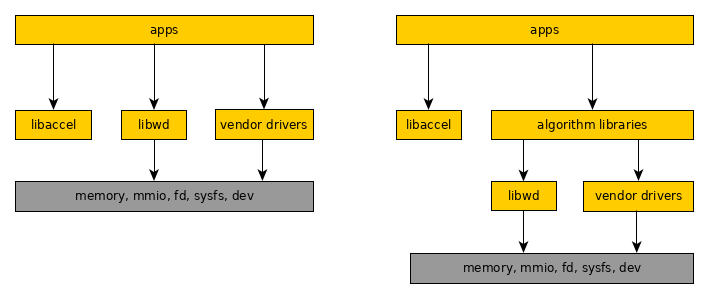 apps
libaccel
libwd
vendor drivers
memory, mmio, fd, sysfs, dev
apps
libaccel
algorithm libraries
libwd
vendor drivers
memory, mmio, fd, sysfs, dev